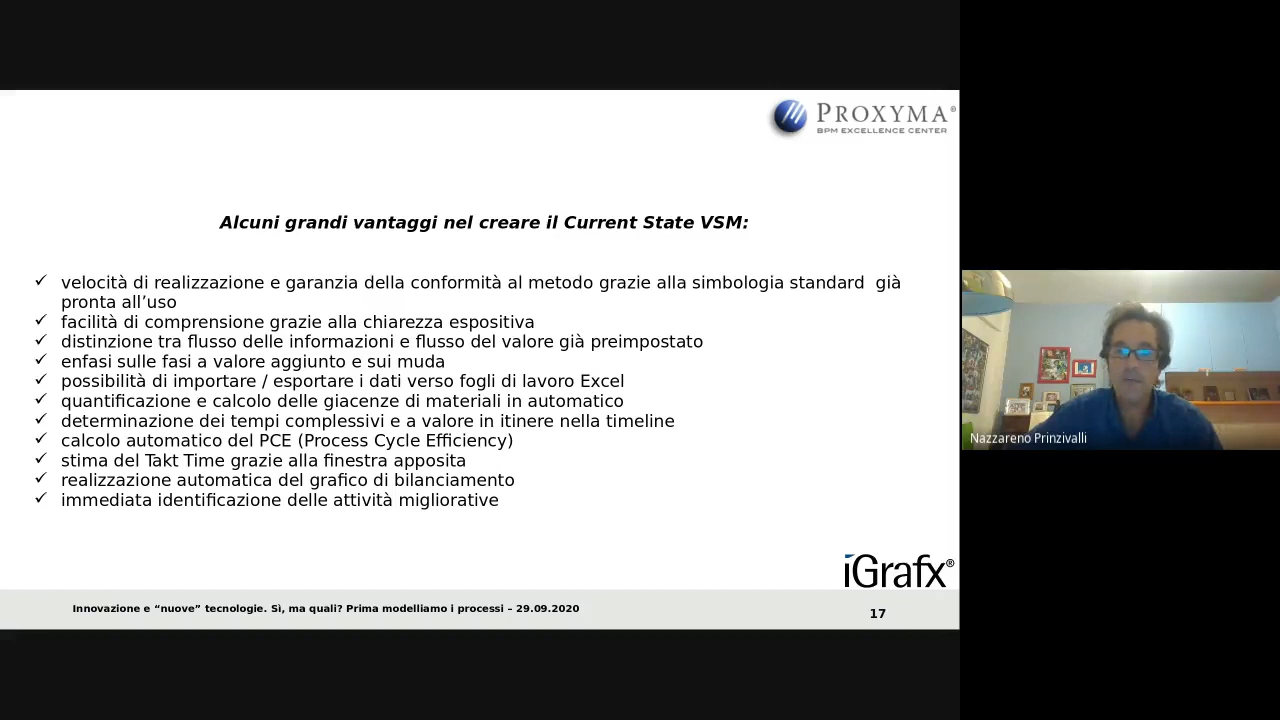 PROXYMA®
BPM EXCELLENCE CENTER
Alcuni grandi vantaggi nel creare il Current State VSM:
✓ velocità di realizzazione e garanzia della conformità al metodo grazie alla simbologia standard già
pronta all’uso
✓ facilità di comprensione grazie alla chiarezza espositiva
✓ distinzione tra flusso delle informazioni e flusso del valore già preimpostato
✓ enfasi sulle fasi a valore aggiunto e sui muda
✓ possibilità di importare / esportare i dati verso fogli di lavoro Excel
✓ quantificazione e calcolo delle giacenze di materiali in automatico
✓ determinazione dei tempi complessivi e a valore in itinere nella timeline
✓ calcolo automatico del PCE (Process Cycle Efficiency)
✓ stima del Takt Time grazie alla finestra apposita
✓ realizzazione automatica del grafico di bilanciamento
✓ immediata identificazione delle attività migliorative
iGrafx®
Innovazione e “nuove” tecnologie. Sì, ma quali? Prima modelliamo i processi – 29.09.2020
17
Nazzareno Prinzivalli